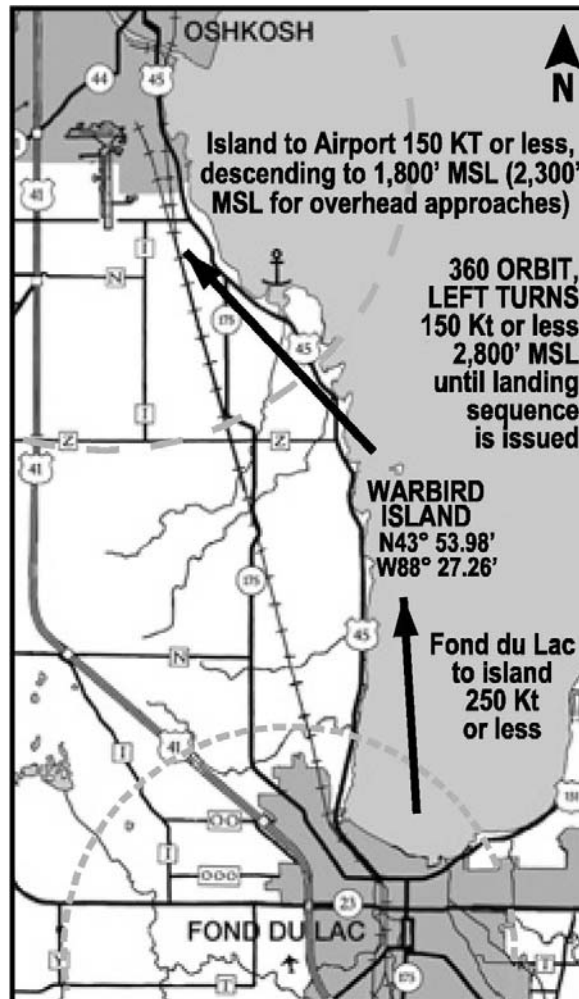 OSHKOSH
44
45
N
Island to Airport 150 KT or less,
descending to 1,800' MSL (2,300'
MSL for overhead approaches)
41
I
N
360 ORBIT,
LEFT TURNS
150 Kt or less
2,800' MSL
until landing
sequence
is issued
175
45
I
Z
Z
41
WARBIRD
ISLAND
N43° 53.98'
W88° 27.26'
175
45
N
Fond du Lac
to island
250 Kt
or less
I
41
151
OO
I
OOO
23
FOND DU LAC
Y
T
T
175